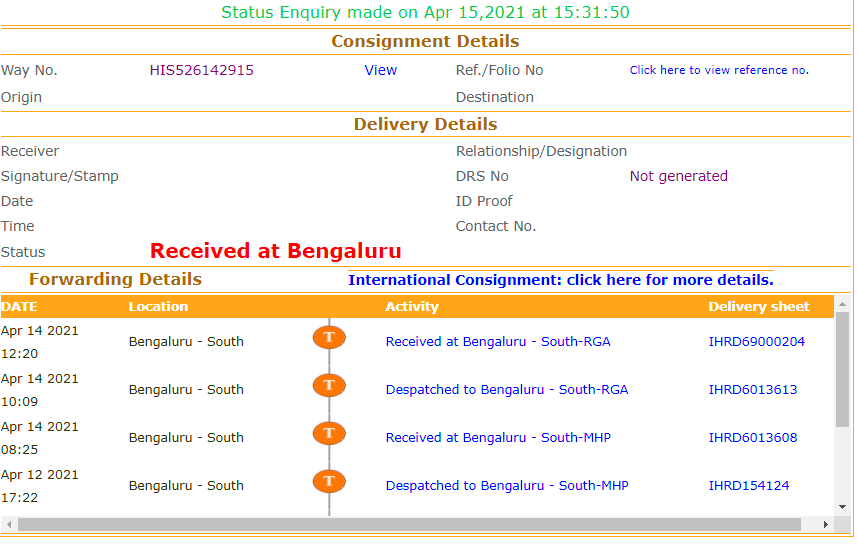 Status Enquiry made on Apr 15,2021 at 15:31:50
Consignment Details
Way No. HIS526142915 View Ref./Folio No Click here to view reference no.
Origin Destination
Delivery Details
Receiver Relationship/Designation
Signature/Stamp DRS No Not generated
Date ID Proof
Time Contact No.
Status Received at Bengaluru
Forwarding Details International Consignment: click here for more details.
DATE Location Activity Delivery sheet
Apr 14 2021
12:20 Bengaluru - South T Received at Bengaluru - South-RGA IHRD69000204
Apr 14 2021
10:09 Bengaluru - South T Despatched to Bengaluru - South-RGA IHRD6013613
Apr 14 2021
08:25 Bengaluru - South T Received at Bengaluru - South-MHP IHRD6013608
Apr 12 2021
17:22 Bengaluru - South T Despatched to Bengaluru - South-MHP IHRD154124